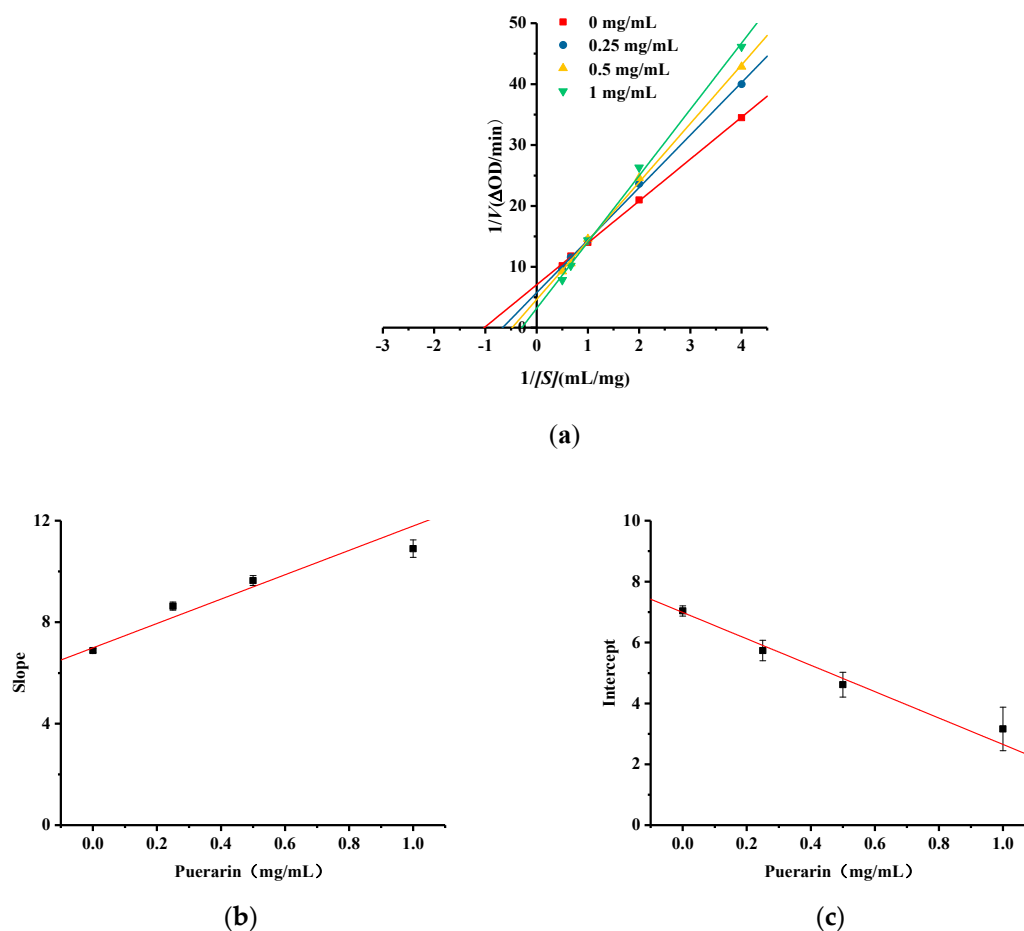 50
40
30
20
10
0
1/V(ΔOD/min)
0 mg/mL
0.25 mg/mL
0.5 mg/mL
1 mg/mL
-3 -2 -1 0 1 2 3 4
1/[S](mL/mg)
(a)
12
8
4
0
Slope
0.0 0.2 0.4 0.6 0.8 1.0
Puerarin（mg/mL）
(b)
10
8
6
4
2
0
Intercept
0.0 0.2 0.4 0.6 0.8 1.0
Puerarin（mg/mL）
(c)